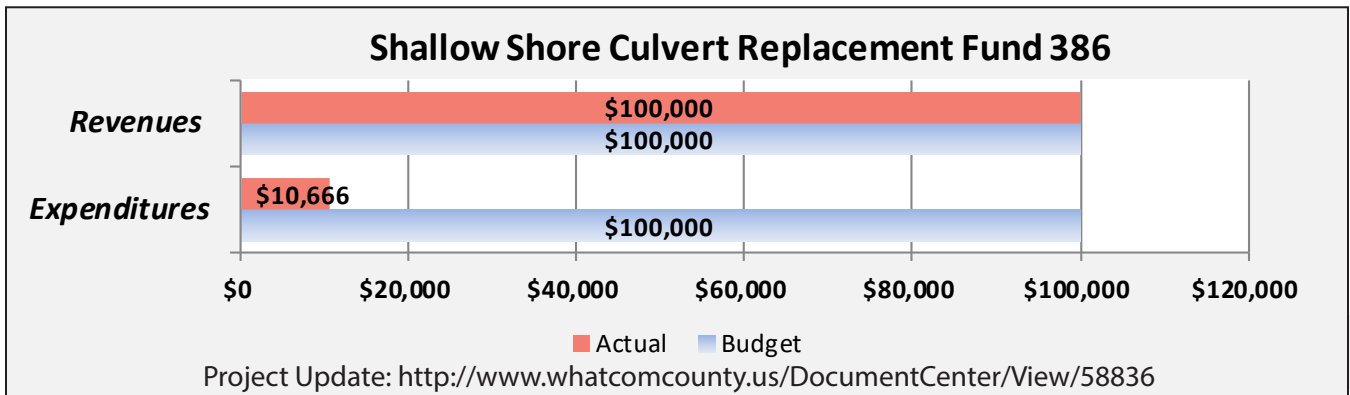 Shallow Shore Culvert Replacement Fund 386
Revenues
$100,000
$100,000
Expenditures
$10,666
$100,000
$0 $20,000 $40,000 $60,000 $80,000 $100,000 $120,000
Actual Budget
Project Update: http://www.whatcomcounty.us/DocumentCenter/View/58836